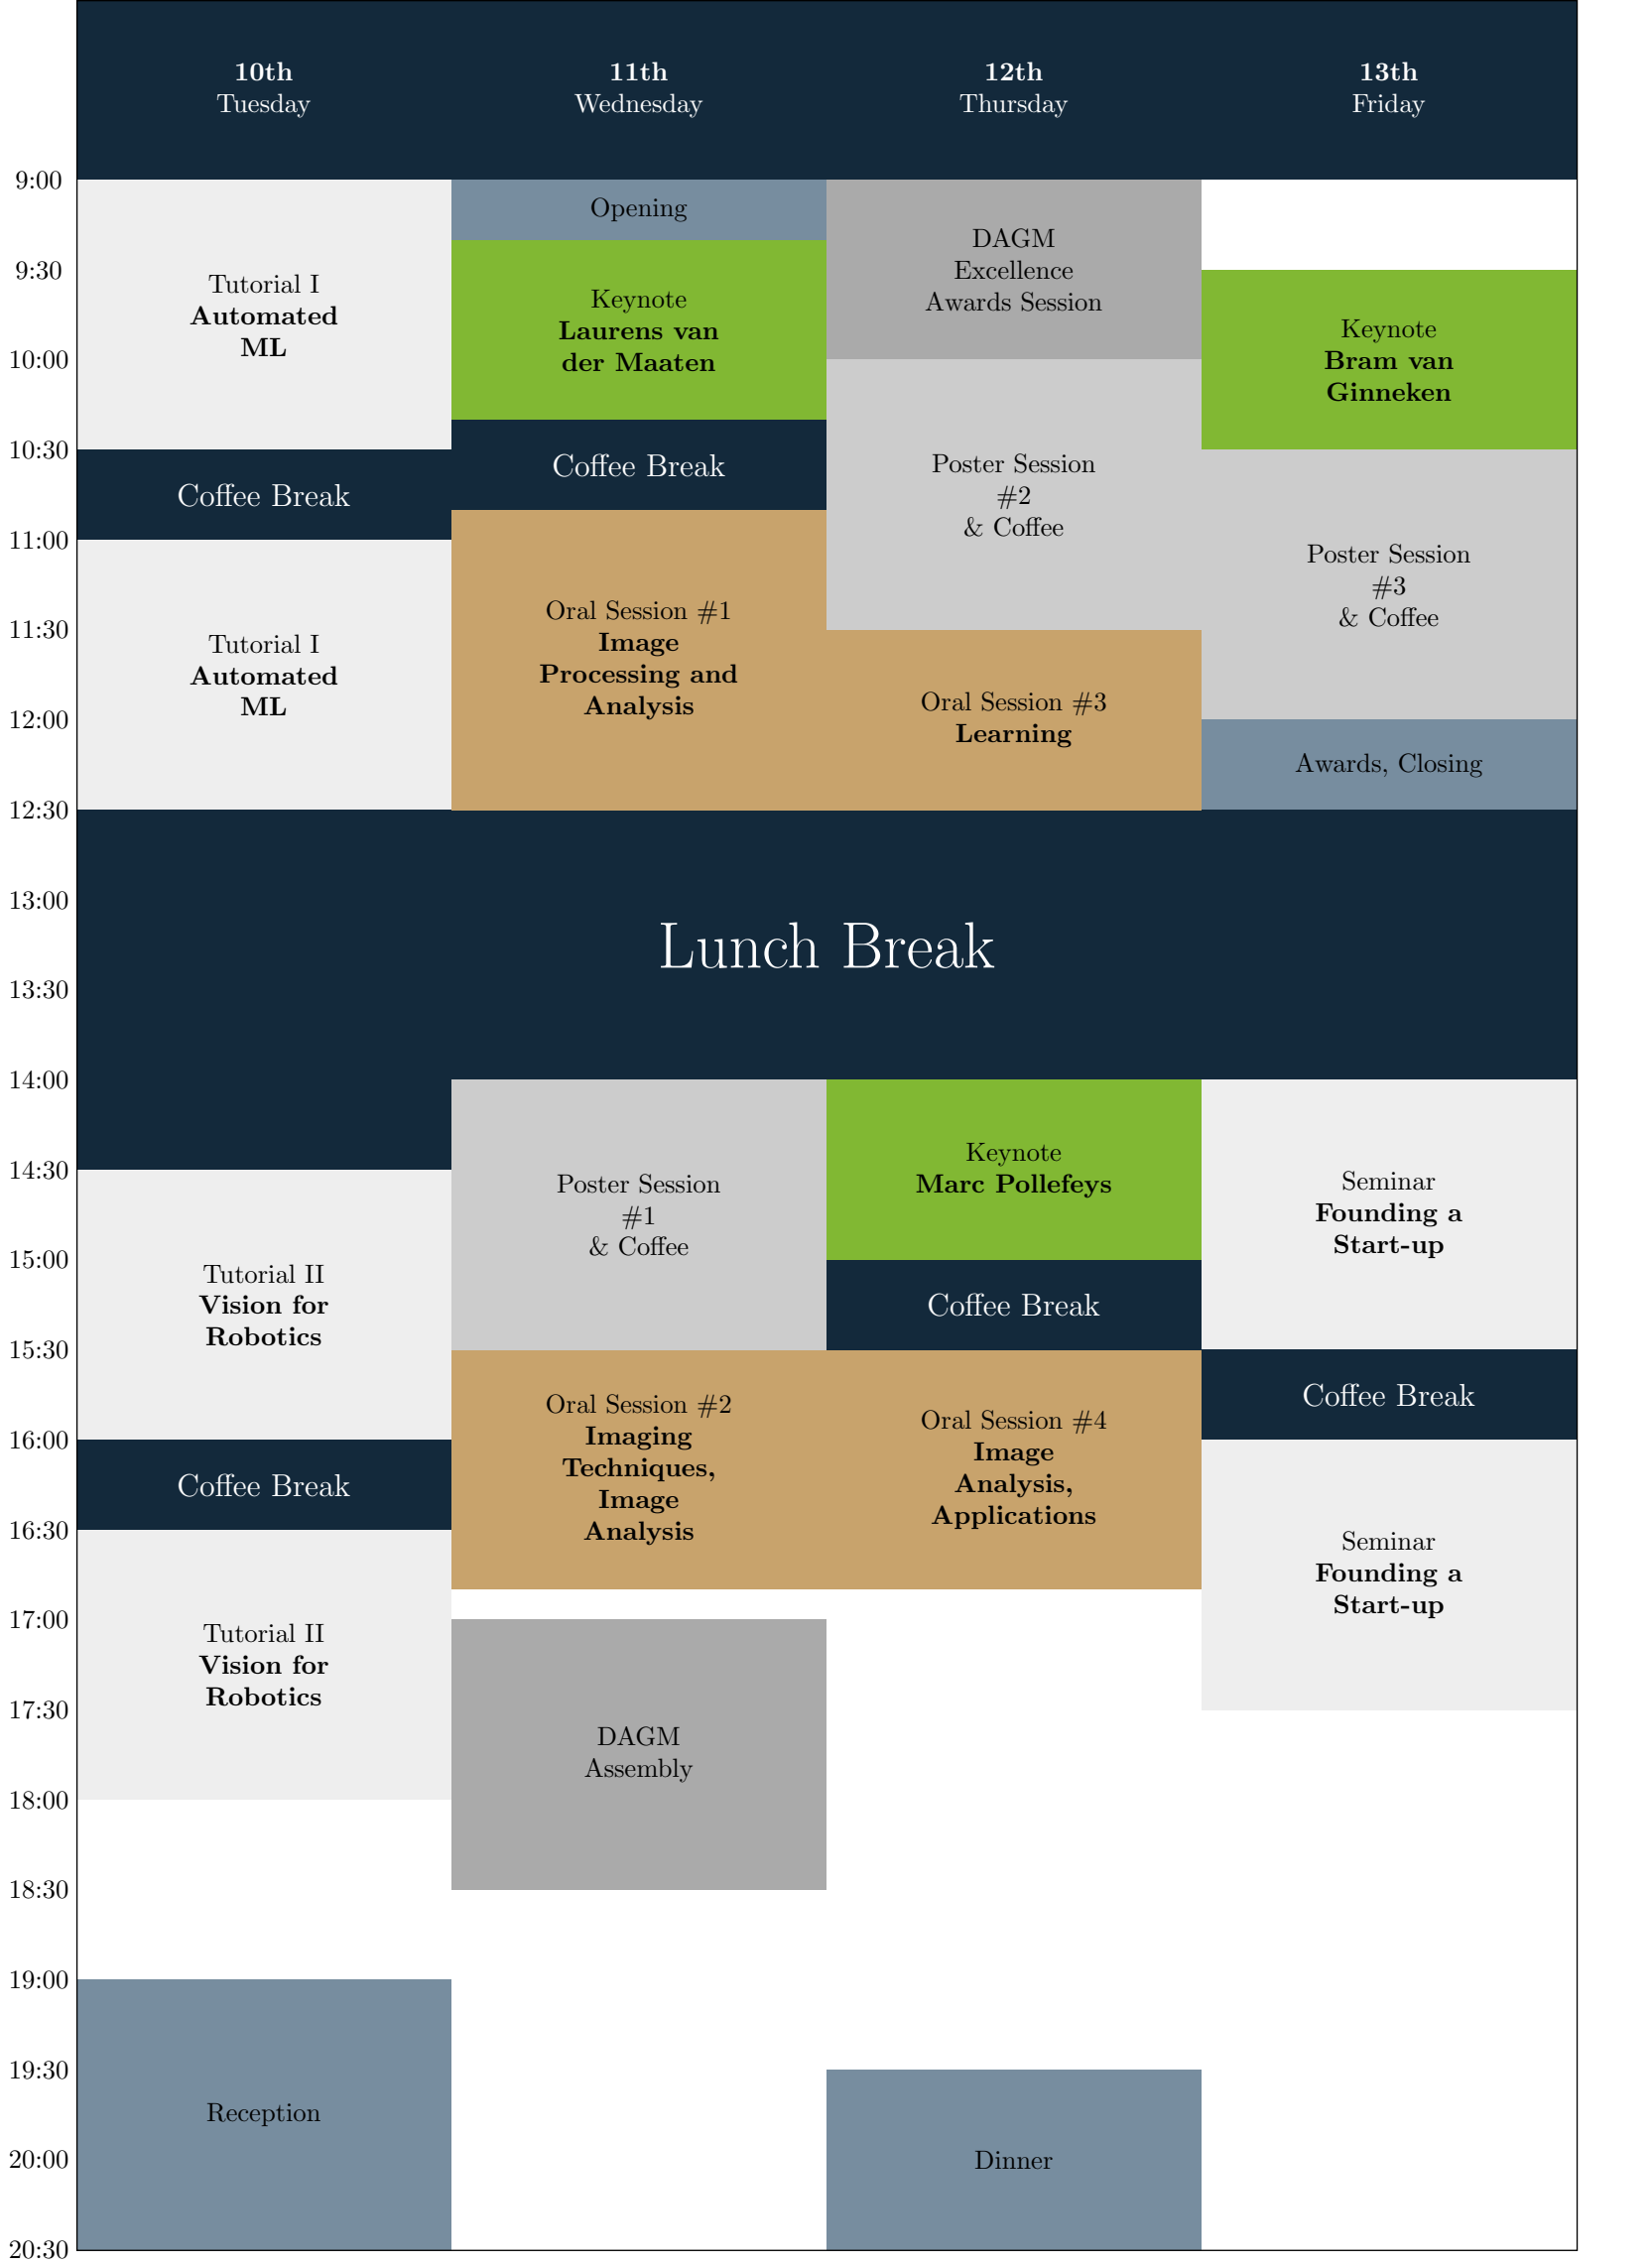 10th
Tuesday
11th
Wednesday
12th
Thursday
13th
Friday
9:00
9:30
10:00
10:30
11:00
11:30
12:00
12:30
13:00
13:30
14:00
14:30
15:00
15:30
16:00
16:30
17:00
17:30
18:00
18:30
19:00
19:30
20:00
20:30
Tutorial I
Automated
ML
Coffee Break
Tutorial I
Automated
ML
Opening
Keynote
Laurens van
der Maaten
Coffee Break
Oral Session #1
Image
Processing and
Analysis
DAGM
Excellence
Awards Session
Poster Session
#2
& Coffee
Oral Session #3
Learning
Keynote
Bram van
Ginneken
Poster Session
#3
& Coffee
Awards, Closing
Lunch Break
Tutorial II
Vision for
Robotics
Coffee Break
Tutorial II
Vision for
Robotics
Reception
Poster Session
#1
& Coffee
Oral Session #2
Imaging
Techniques,
Image
Analysis
DAGM
Assembly
Keynote
Marc Pollefeys
Coffee Break
Oral Session #4
Image
Analysis,
Applications
Dinner
Seminar
Founding a
Start-up
Coffee Break
Seminar
Founding a
Start-up